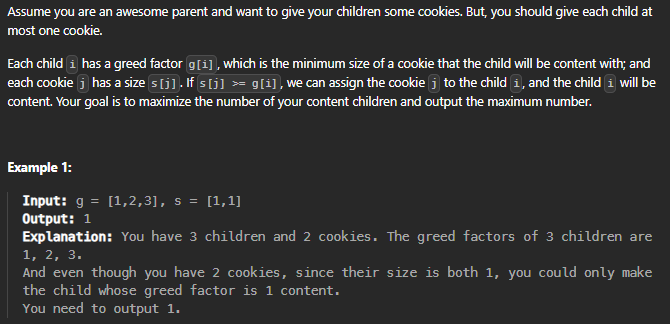 Assume you are an awesome parent and want to give your children some cookies. But, you should give each child at
most one cookie.
Each child i has a greed factor g[i], which is the minimum size of a cookie that the child will be content with; and
each cookie j has a size s[j]. If s[j] >= g[i], we can assign the cookie j to the child i, and the child i will be
content. Your goal is to maximize the number of your content children and output the maximum number.
Example 1:
Input: g = [1,2,3], s = [1,1]
Output: 1
Explanation: You have 3 children and 2 cookies. The greed factors of 3 children are
1, 2, 3.
And even though you have 2 cookies, since their size is both 1, you could only make
the child whose greed factor is 1 content.
You need to output 1.